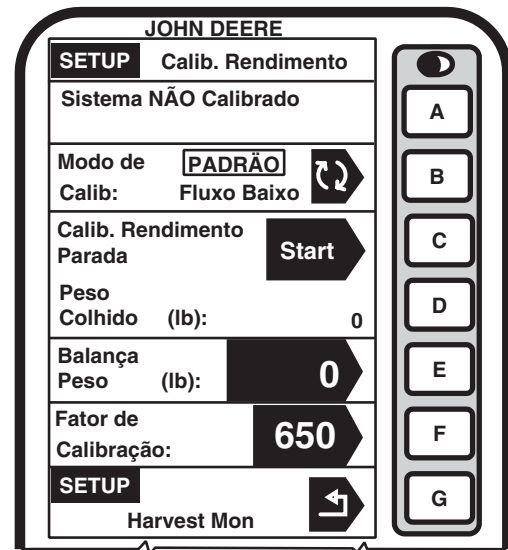 JOHN DEERE
SETUP Calib. Rendimento
Sistema NÃO Calibrado
Modo de PADRÃO
Calib: Fluxo Baixo
Calib. Rendimento
Parada Start
Peso
Colhido (lb): 0
Balança
Peso (lb): 0
Fator de
Calibração: 650
SETUP
Harvest Mon
A
B
C
D
E
F
G